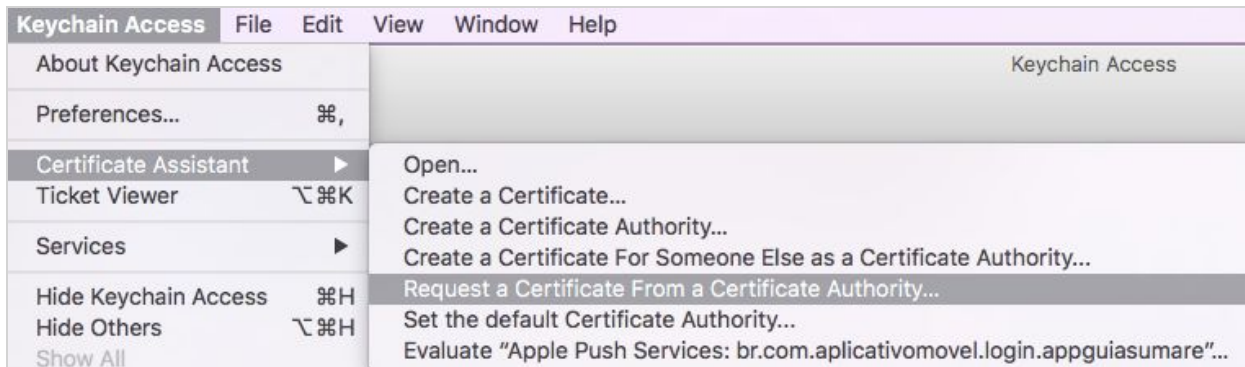 Keychain Access File Edit View Window Help
About Keychain Access
Keychain Access
Preferences... ⌘,
Certificate Assistant ▶
Ticket Viewer ⌥⌘K
Services ▶
Hide Keychain Access ⌘H
Hide Others ⌥⌘H
Show All
Open...
Create a Certificate...
Create a Certificate Authority...
Create a Certificate For Someone Else as a Certificate Authority...
Request a Certificate From a Certificate Authority...
Set the default Certificate Authority...
Evaluate “Apple Push Services: br.com.aplicativomovel.login.appguiasumare”...